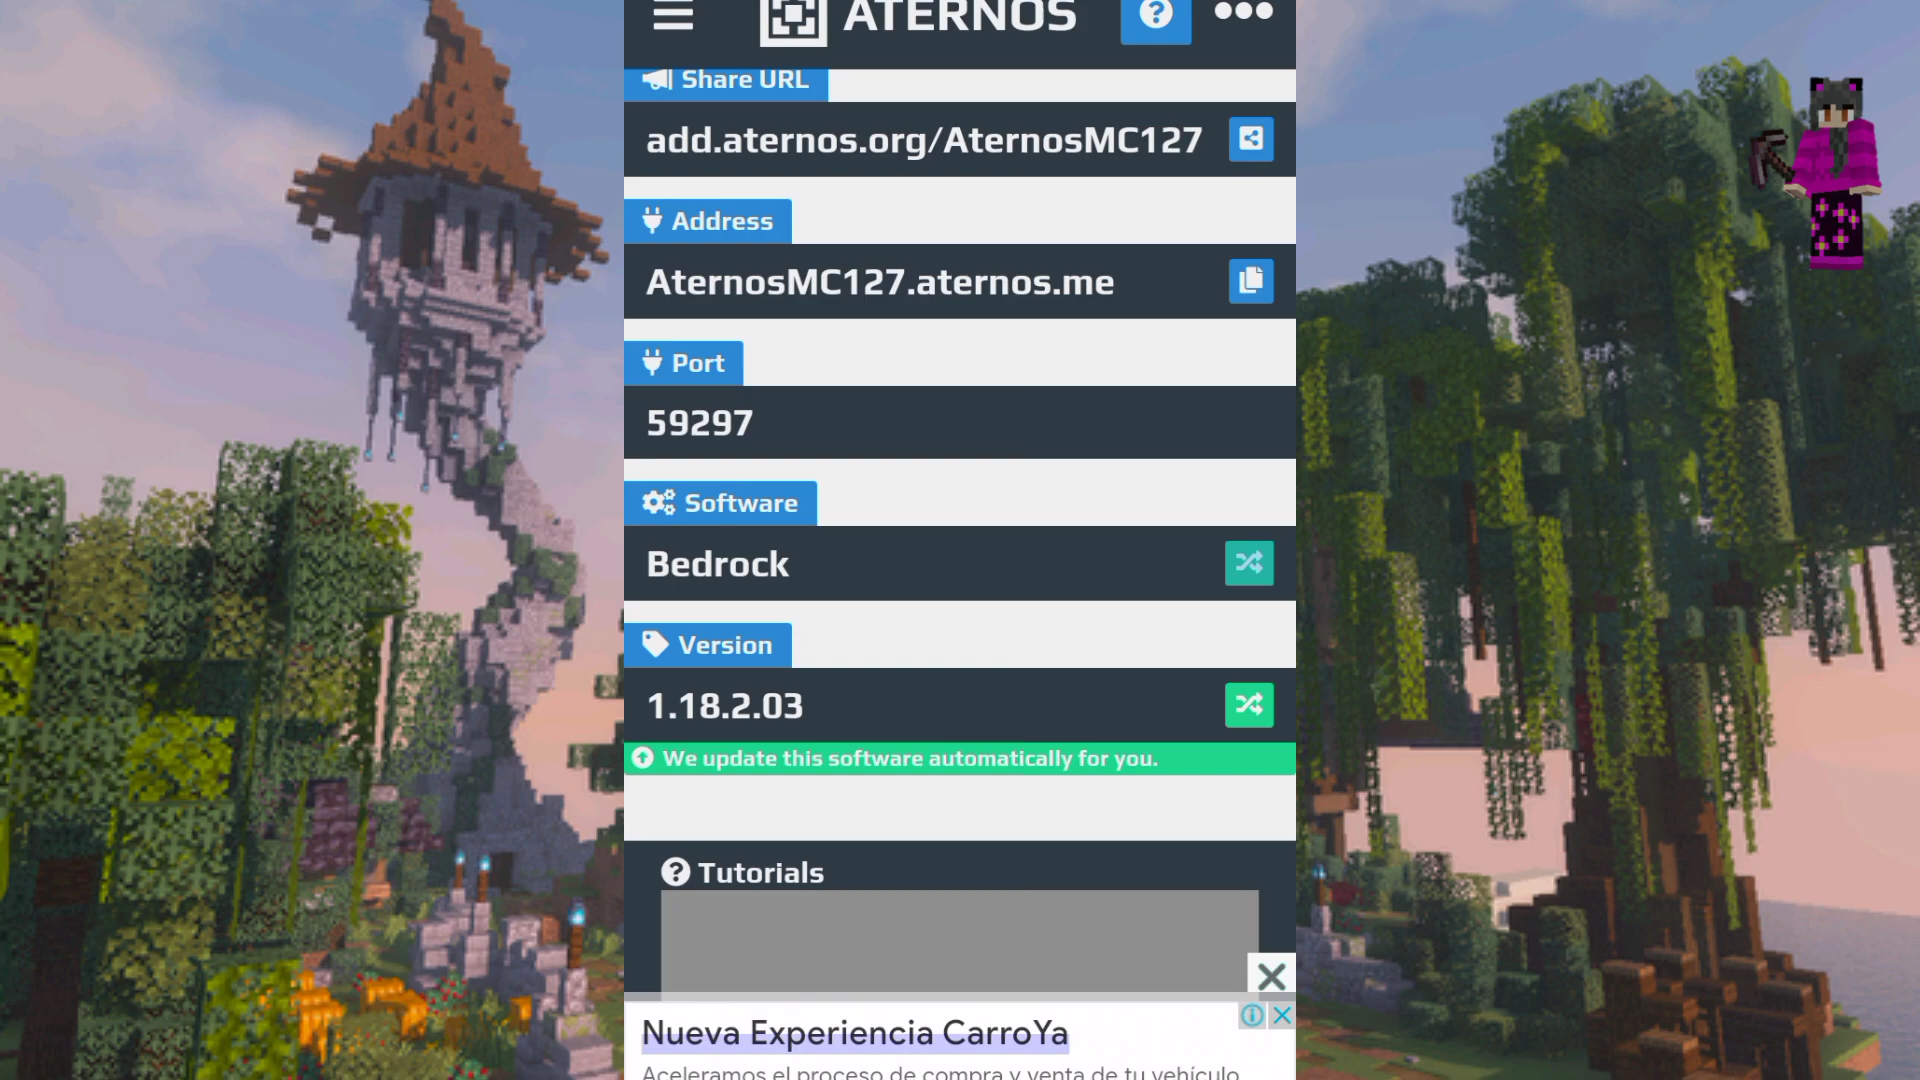 ATERNOS
Share URL
add.aternos.org/AternosMC127
Address
AternosMC127.aternos.me
Port
59297
Software
Bedrock
Version
1.18.2.03
We update this software automatically for you.
Tutorials
Nueva Experiencia CarroYa
Aceleramos el proceso de compra y venta de tu vehículo